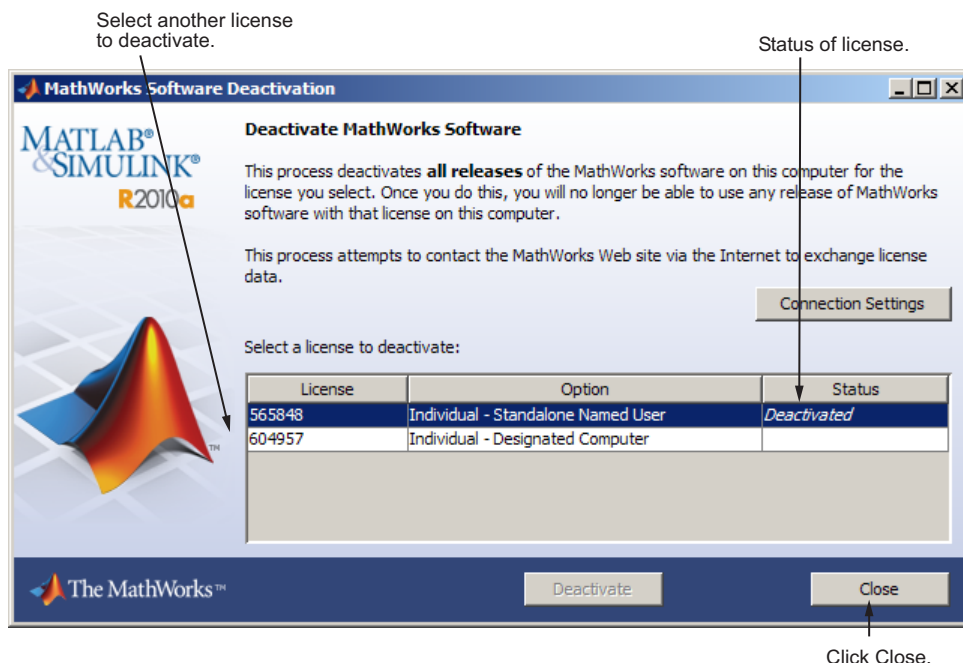 Select another license
to deactivate.
Status of license.
MathWorks Software Deactivation
MATLAB®
&SIMULINK®
R2010a
Deactivate MathWorks Software
This process deactivates all releases of the MathWorks software on this computer for the
license you select. Once you do this, you will no longer be able to use any release of MathWorks
software with that license on this computer.
This process attempts to contact the MathWorks Web site via the Internet to exchange license
data.
Connection Settings
Select a license to deactivate:
License Option Status
565848 Individual - Standalone Named User Deactivated
604957 Individual - Designated Computer
TM
The MathWorks™
Deactivate
Close
Click Close.